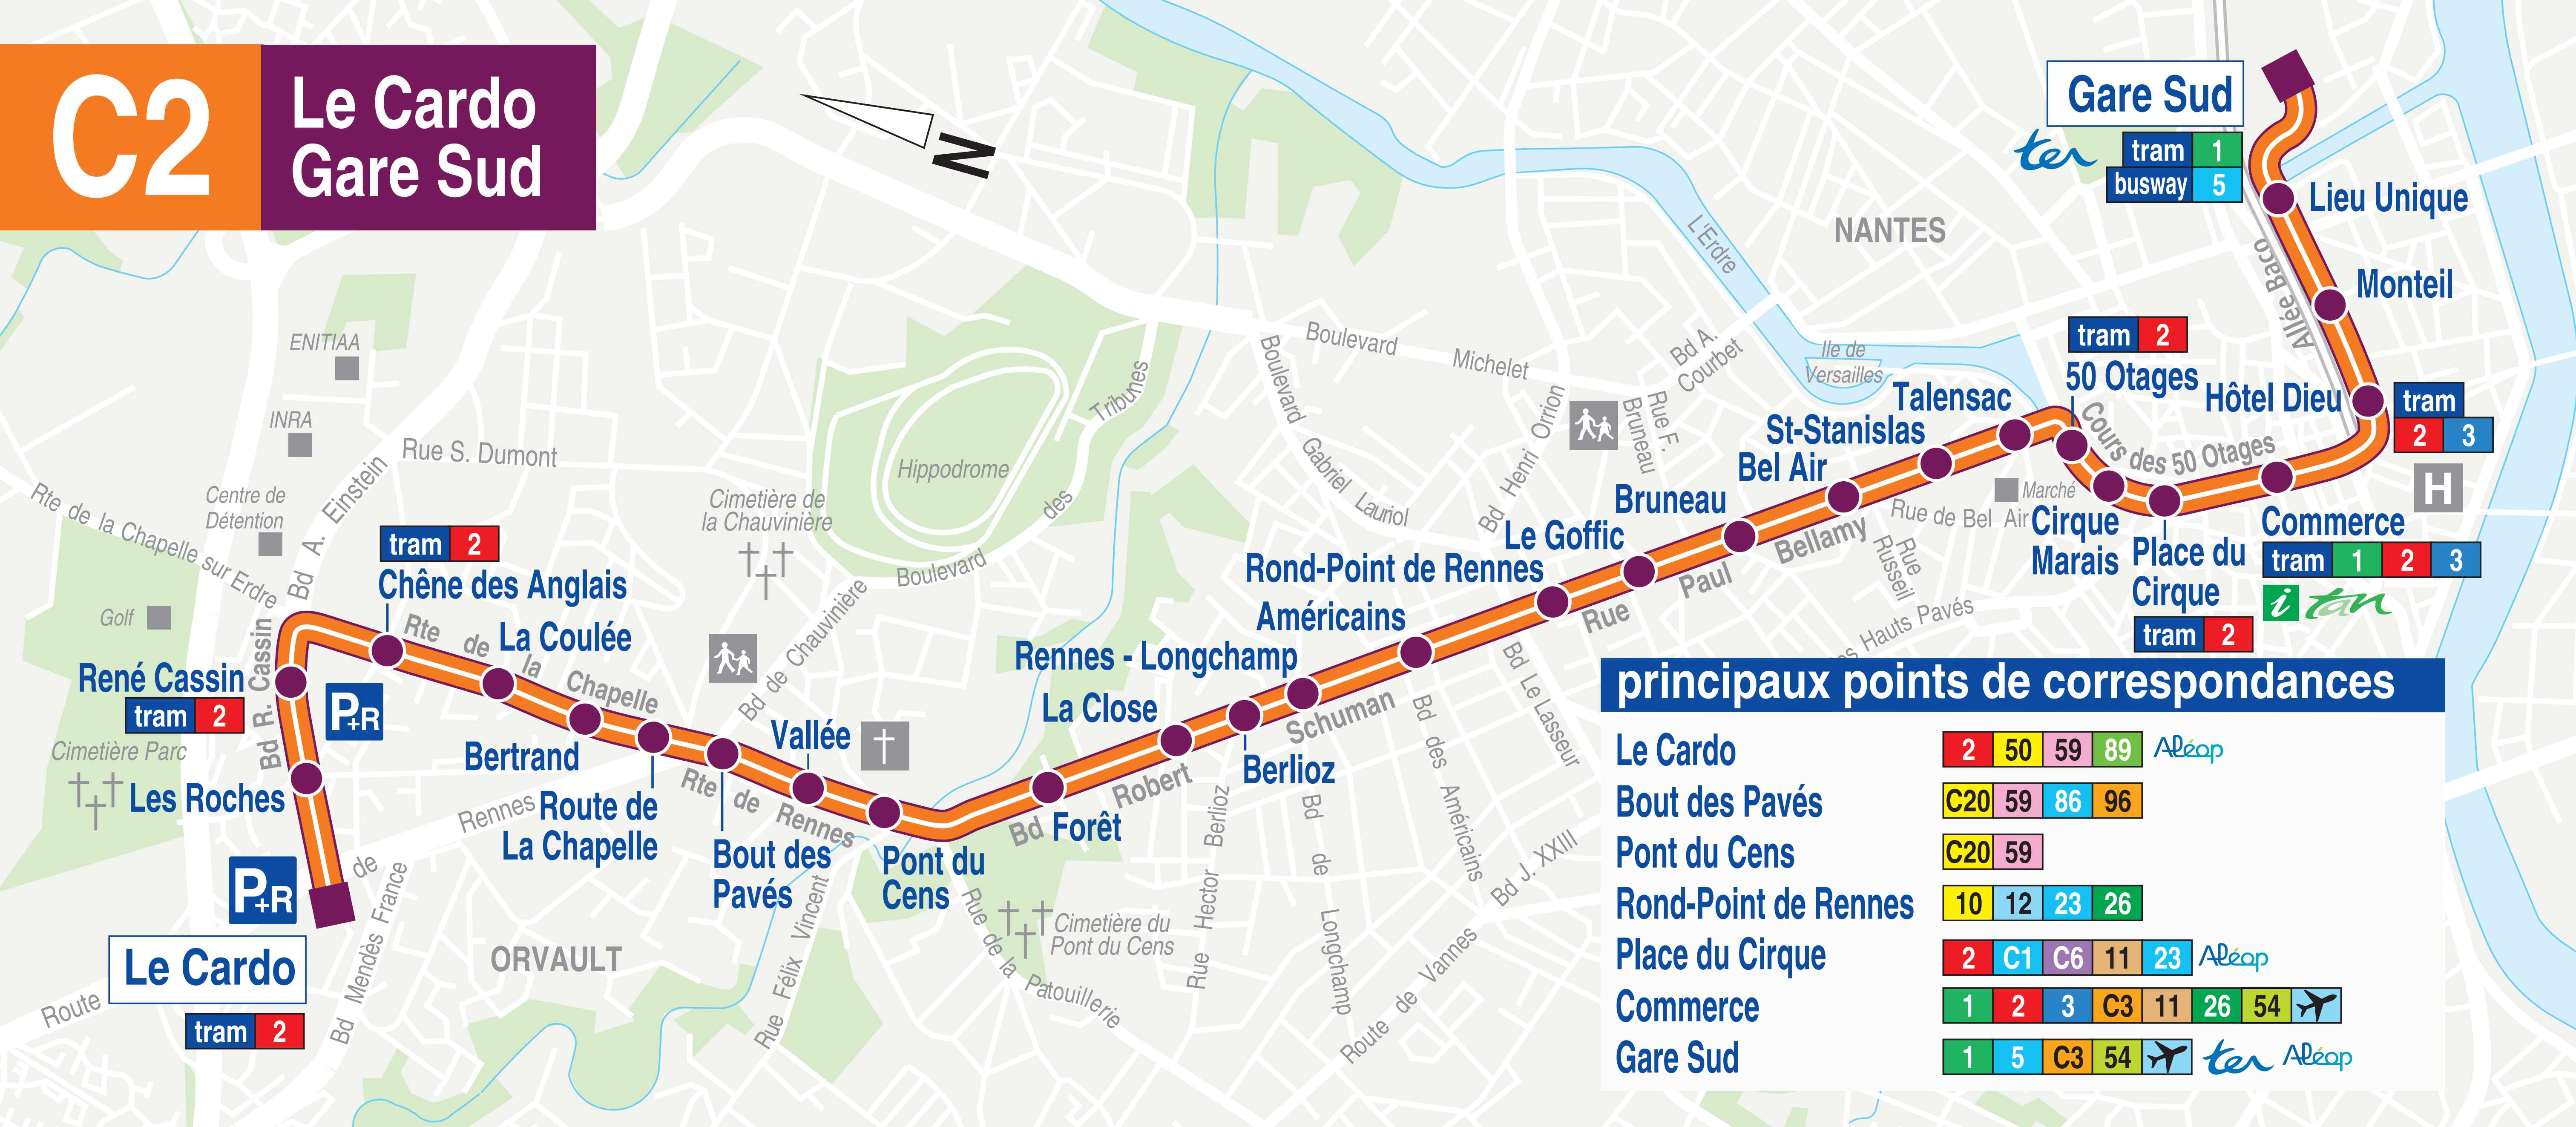 C2
Le Cardo
Gare Sud
N
Gare Sud
ter
tram 1
busway 5
Lieu Unique
Monteil
Allée Baco
NANTES
L'Erdre
Ile de
Versailles
tram 2
50 Otages
Hôtel Dieu
tram
2 3
H
Cours des 50 Otages
Talensac
St-Stanislas
Bel Air
Bruneau
Le Goffic
Rond-Point de Rennes
Américains
Rennes - Longchamp
La Close
Berlioz
Forêt
Pont du
Cens
Vallée
Bout des
Pavés
Route de
La Chapelle
Bertrand
La Coulée
Chêne des Anglais
tram 2
René Cassin
tram 2
P+R
Les Roches
P+R
Le Cardo
tram 2
Cirque
Marais
Place du
Cirque
tram 2
Commerce
tram 1 2 3
i tan
Marché
Rue de Bel Air
Rue
Russeil
es Hauts Pavés
Rue Paul Bellamy
Bd Robert Schuman
Rte de Rennes
Rte de la Chapelle
Bd R. Cassin
Bd A. Einstein
Rue S. Dumont
Rte de la Chapelle sur Erdre
ENITIAA
INRA
Centre de
Détention
Golf
Cimetière Parc
Cimetière de
la Chauvinière
Hippodrome
Boulevard des Tribunes
Bd de Chauvinière
Boulevard Michelet
Boulevard Gabriel Lauriol
Bd Henri Orrion
Rue F.
Bruneau
Bd A.
Courbet
Bd Le Lasseur
Bd des Américains
Bd de Longchamp
Rue Hector Berlioz
Bd J. XXIII
Route de Vannes
Cimetière du
Pont du Cens
Rue de la Patouillerie
Rue Félix Vincent
ORVAULT
Route de Rennes
Bd Mendès France
principaux points de correspondances
Le Cardo 2 50 59 89 Aléop
Bout des Pavés C20 59 86 96
Pont du Cens C20 59
Rond-Point de Rennes 10 12 23 26
Place du Cirque 2 C1 C6 11 23 Aléop
Commerce 1 2 3 C3 11 26 54
Gare Sud 1 5 C3 54 ter Aléop